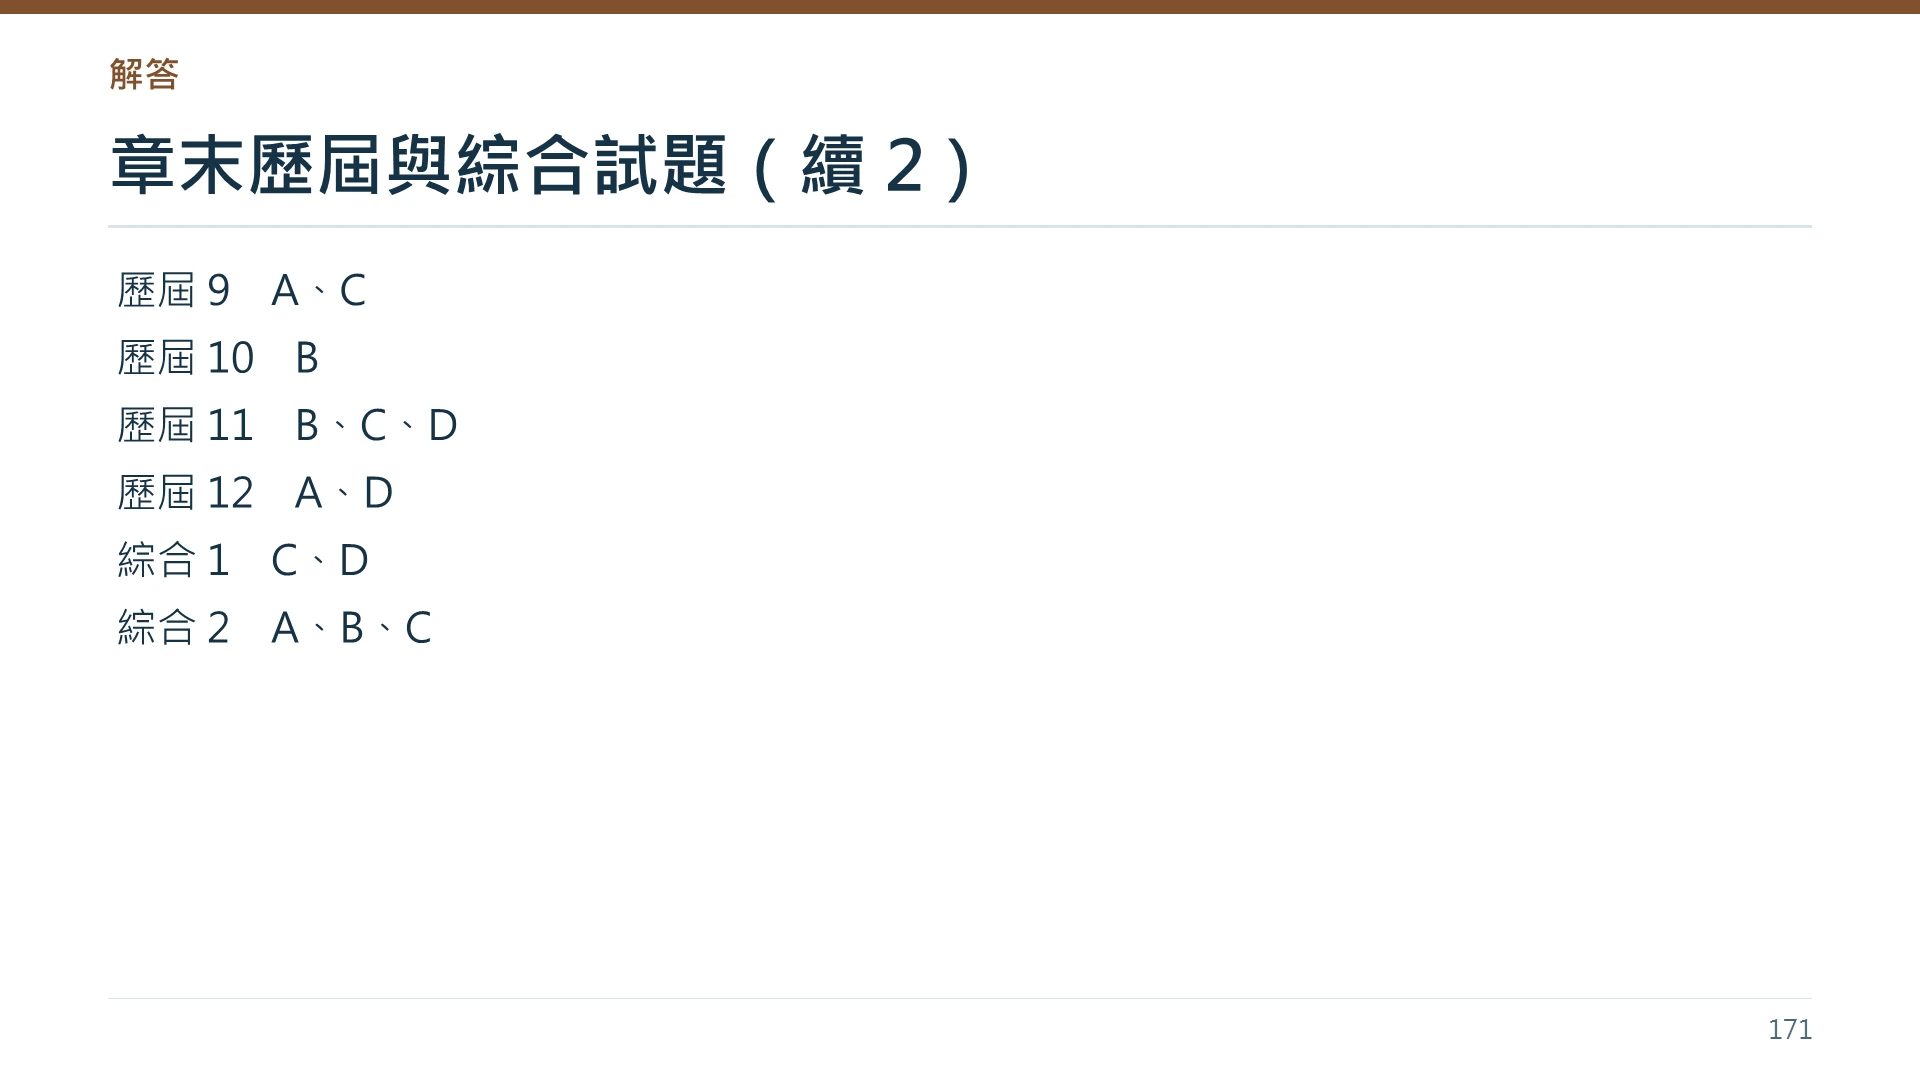 解答
章末歷屆與綜合試題（續 2）
歷屆 9　A、C
歷屆 10　B
歷屆 11　B、C、D
歷屆 12　A、D
綜合 1　C、D
綜合 2　A、B、C
171